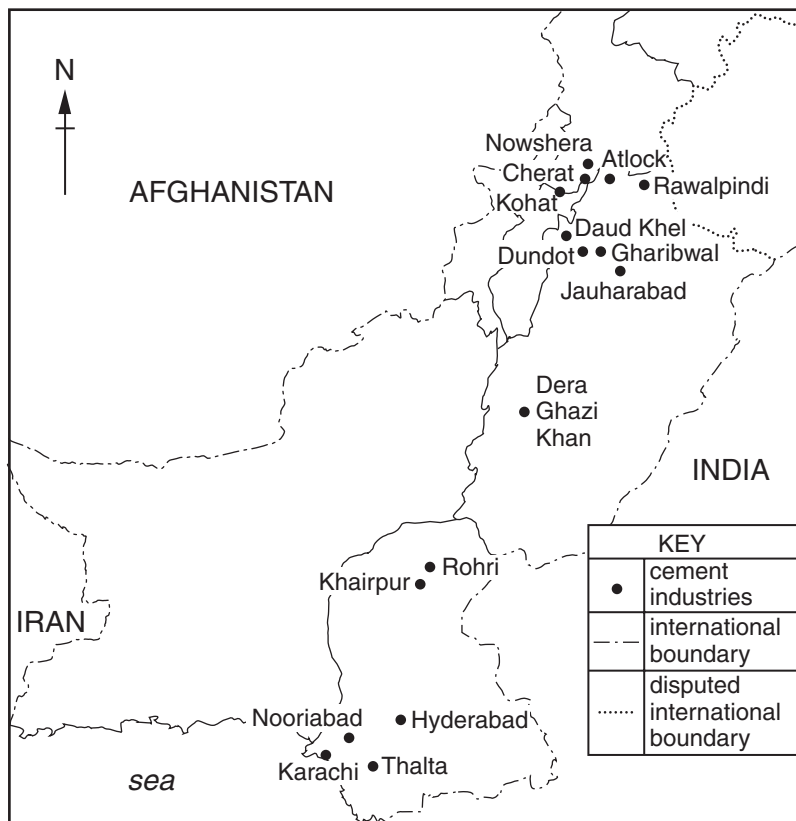 N
AFGHANISTAN
Nowshera
Atlock
Cherat
Rawalpindi
Kohat
Daud Khel
Dundot
Gharibwal
Jauharabad
Dera
Ghazi
Khan
INDIA
Rohri
Khairpur
IRAN
Nooriabad
Hyderabad
Karachi
Thalta
sea
KEY
cement
industries
international
boundary
disputed
international
boundary